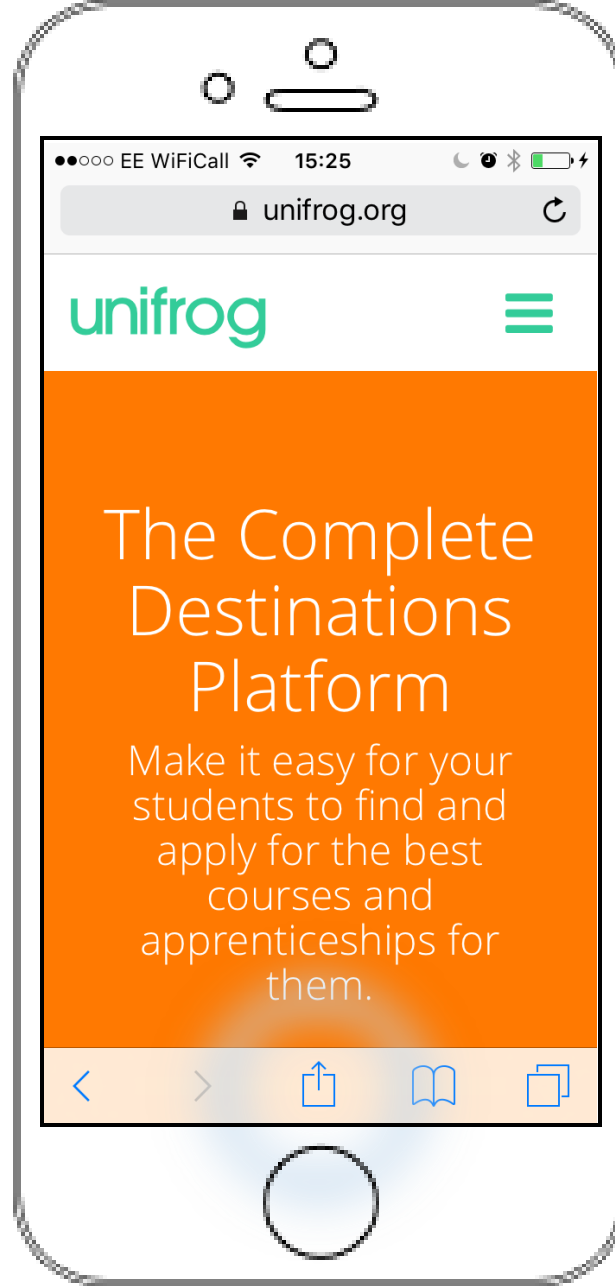 EE WiFiCall 15:25
unifrog.org
unifrog
The Complete
Destinations
Platform
Make it easy for your
students to find and
apply for the best
courses and
apprenticeships for
them.